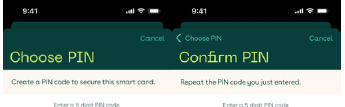 9:41
Cancel
Choose PIN
Create a PIN code to secure this smart card.
Enter a 5 digit PIN code
9:41
Choose PIN
Cancel
Confirm PIN
Repeat the PIN code you just entered.
Enter a 5 digit PIN code